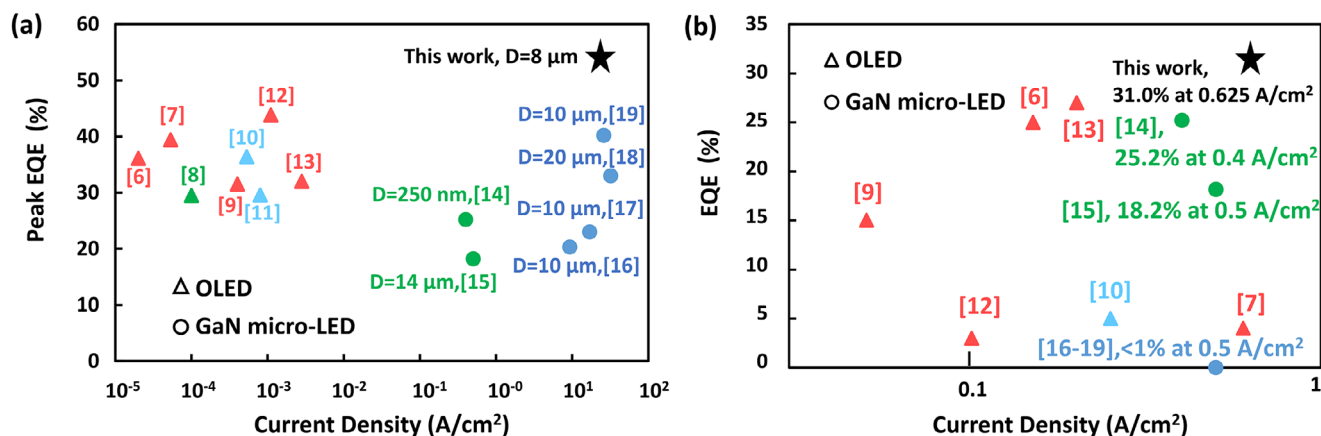 (a)
Peak EQE (%)
60
50
40
30
20
10
0
This work, D=8 μm
[12]
[7]
[10]
[6]
[8]
[13]
[9]
[11]
D=10 μm,[19]
D=20 μm,[18]
D=250 nm,[14]
D=10 μm,[17]
D=10 μm,[16]
D=14 μm,[15]
OLED
GaN micro-LED
10⁻⁵ 10⁻⁴ 10⁻³ 10⁻¹ 10⁰ 10¹ 10²
Current Density (A/cm²)
(b)
EQE (%)
35
30
25
20
15
10
5
0
OLED
GaN micro-LED
This work,
31.0% at 0.625 A/cm²
[6]
[13]
[14],
25.2% at 0.4 A/cm²
[9]
[15], 18.2% at 0.5 A/cm²
[10]
[12]
[7]
[16-19],<1% at 0.5 A/cm²
0.1 1
Current Density (A/cm²)